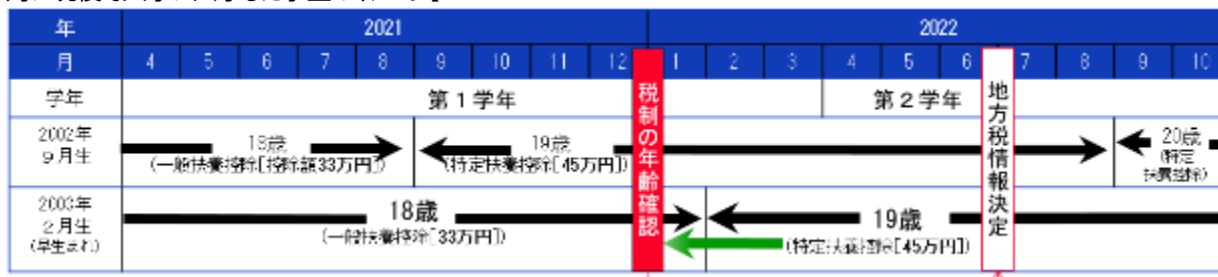 年 2021 2022
月 4 5 6 7 8 9 10 11 12 1 2 3 4 5 6 7 8 9 10
学年 第1学年 第2学年
2002年
9月生
18歳
(一般扶養控除[控除額33万円])
19歳
(特定扶養控除[45万円])
20歳
(特定
扶養控除)
2003年
2月生
(早生まれ)
18歳
(一般扶養控除[33万円])
19歳
(特定扶養控除[45万円])
税制の年齢確認
地方税情報決定